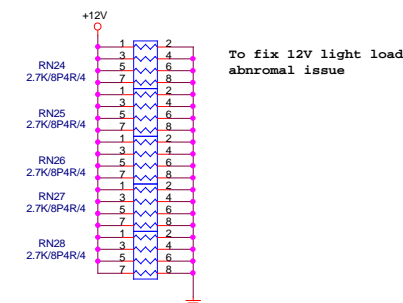 +12V
To fix 12V light load
abnromal issue
1 2
3 4
RN24
5 6
2.7K/8P4R/4
7 8
1 2
3 4
RN25
5 6
2.7K/8P4R/4
7 8
1 2
3 4
RN26
5 6
2.7K/8P4R/4
7 8
1 2
RN27
3 4
2.7K/8P4R/4
5 6
7 8
1 2
RN28
3 4
2.7K/8P4R/4
5 6
7 8